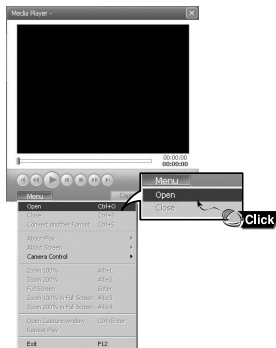 Media Player -
00:00:00
00:00:00
Menu
Open Ctrl+O
Close Ctrl+Z
Convert another Format Ctrl+S
About Play
About Screen
Camera Control
Zoom 100% Alt+1
Zoom 200% Alt+2
Full Screen Enter
Zoom 100% in Full Screen Alt+3
Zoom 200% in Full Screen Alt+4
Open Capture window Ctrl+Enter
Repeat Play
Exit F12
Menu
Open
Close
Click